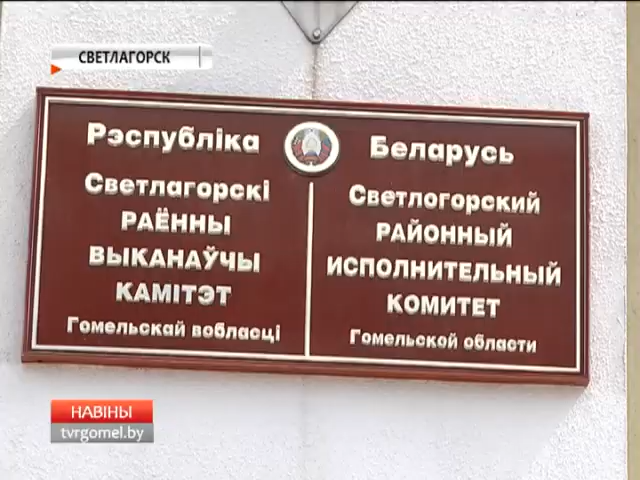 СВЕТЛАГОРСК
Рэспубліка Беларусь
Светлагорскі
РАЁННЫ
ВЫКАНАЎЧЫ
КАМІТЭТ
Гомельскай вобласці
Светлогорский
РАЙОННЫЙ
ИСПОЛНИТЕЛЬНЫЙ
КОМИТЕТ
Гомельской области
НАВІНЫ
tvrgomel.by